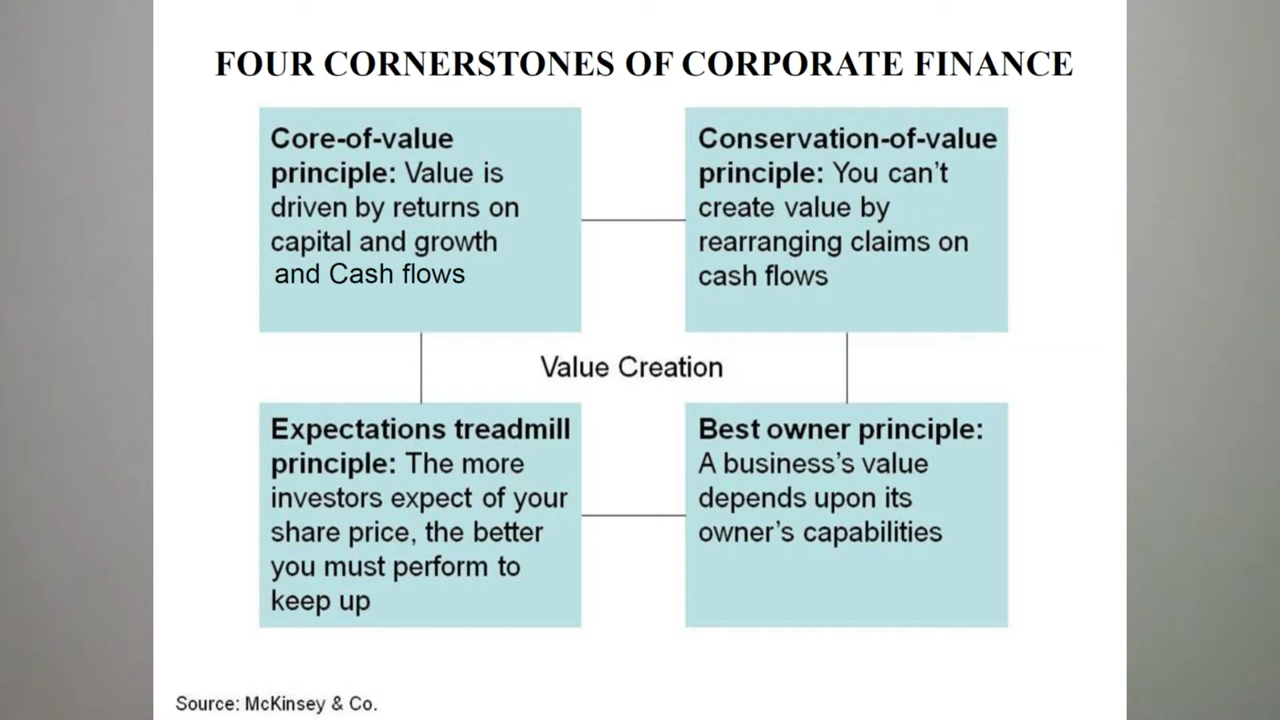 FOUR CORNERSTONES OF CORPORATE FINANCE
Core-of-value
principle: Value is
driven by returns on
capital and growth
and Cash flows
Conservation-of-value
principle: You can't
create value by
rearranging claims on
cash flows
Value Creation
Expectations treadmill
principle: The more
investors expect of your
share price, the better
you must perform to
keep up
Best owner principle:
A business's value
depends upon its
owner's capabilities
Source: McKinsey & Co.